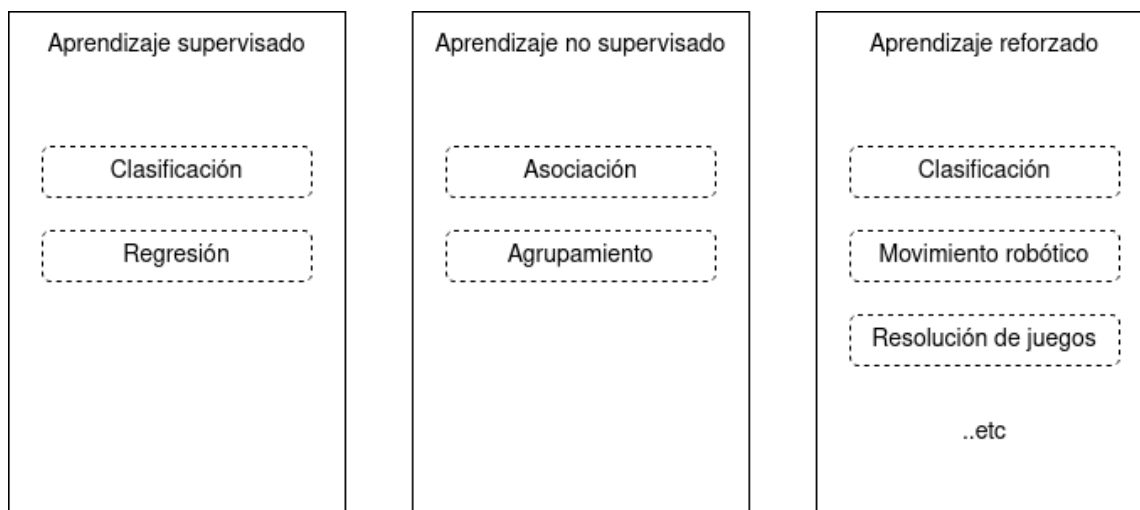 Aprendizaje supervisado
Clasificación
Regresión
Aprendizaje no supervisado
Asociación
Agrupamiento
Aprendizaje reforzado
Clasificación
Movimiento robótico
Resolución de juegos
..etc